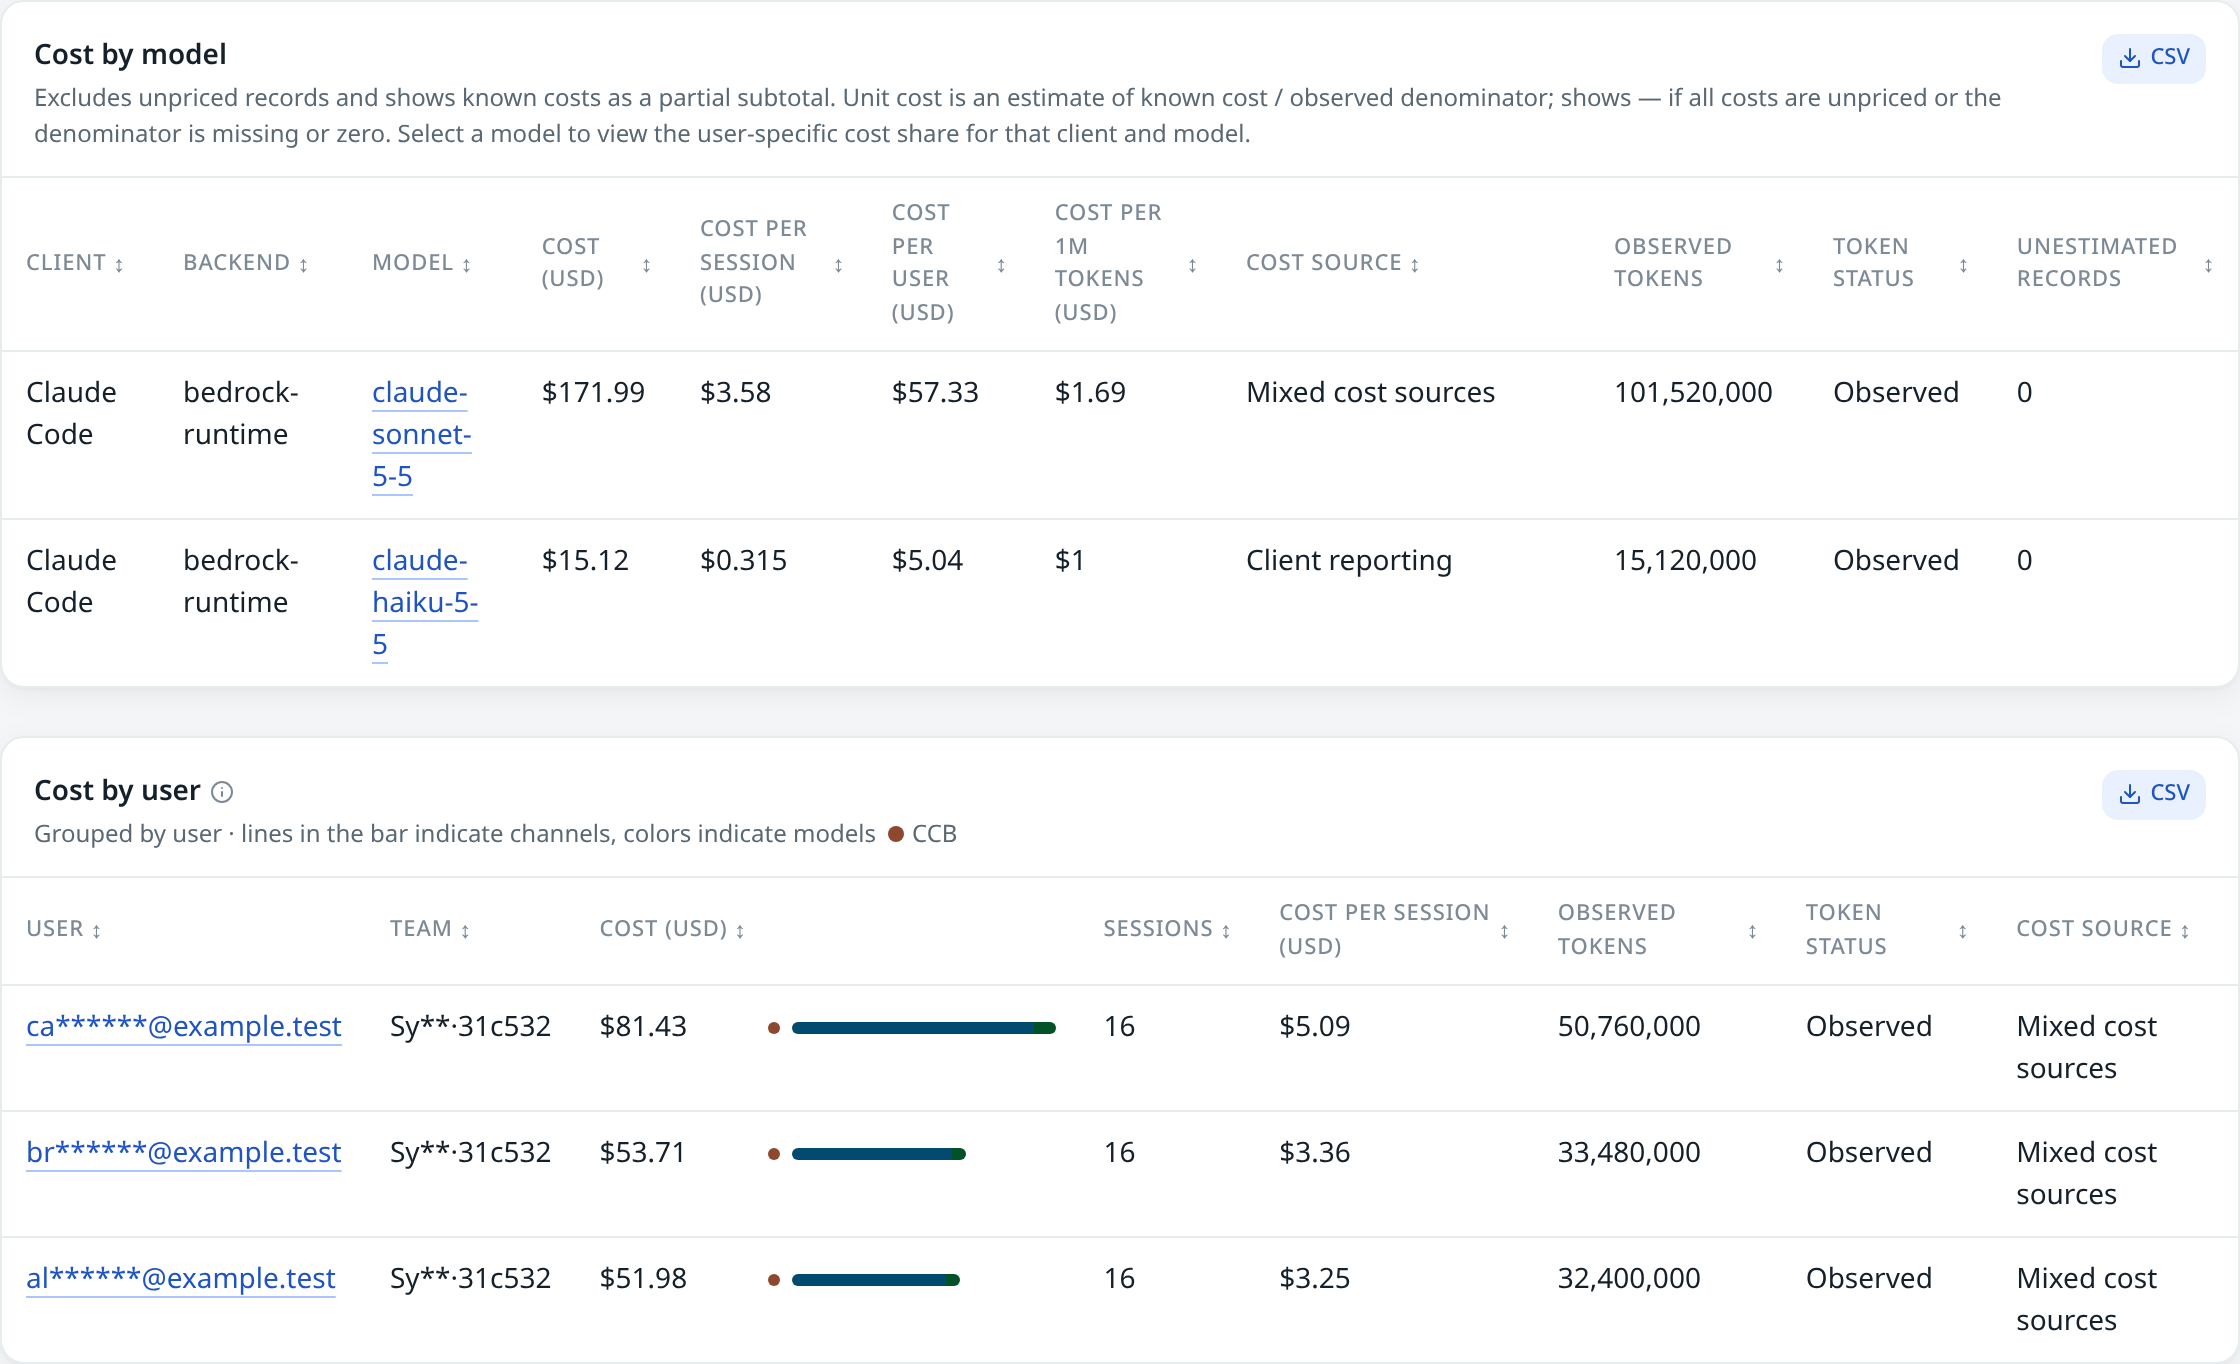 Cost by model
CSV
Excludes unpriced records and shows known costs as a partial subtotal. Unit cost is an estimate of known cost / observed denominator; shows — if all costs are unpriced or the
denominator is missing or zero. Select a model to view the user-specific cost share for that client and model.
CLIENT ↕ BACKEND ↕ MODEL ↕ COST (USD) ↕ COST PER SESSION (USD) ↕ COST PER USER (USD) ↕ COST PER 1M TOKENS (USD) ↕ COST SOURCE ↕ OBSERVED TOKENS ↕ TOKEN STATUS ↕ UNESTIMATED RECORDS ↕
Claude bedrock- claude- $171.99 $3.58 $57.33 $1.69 Mixed cost sources 101,520,000 Observed 0
Code runtime sonnet-
5-5
Claude bedrock- claude- $15.12 $0.315 $5.04 $1 Client reporting 15,120,000 Observed 0
Code runtime haiku-5-
5
Cost by user
CSV
Grouped by user · lines in the bar indicate channels, colors indicate models CCB
USER ↕ TEAM ↕ COST (USD) ↕ SESSIONS ↕ COST PER SESSION (USD) ↕ OBSERVED TOKENS ↕ TOKEN STATUS ↕ COST SOURCE ↕
ca******@example.test Sy**·31c532 $81.43 16 $5.09 50,760,000 Observed Mixed cost
sources
br******@example.test Sy**·31c532 $53.71 16 $3.36 33,480,000 Observed Mixed cost
sources
al******@example.test Sy**·31c532 $51.98 16 $3.25 32,400,000 Observed Mixed cost
sources